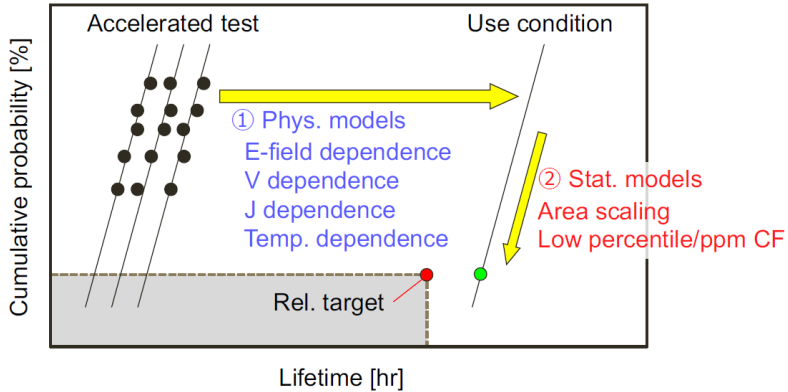 Accelerated test
Use condition
① Phys. models
E-field dependence
V dependence
J dependence
Temp. dependence
② Stat. models
Area scaling
Low percentile/ppm CF
Rel. target
Cumulative probability [%]
Lifetime [hr]